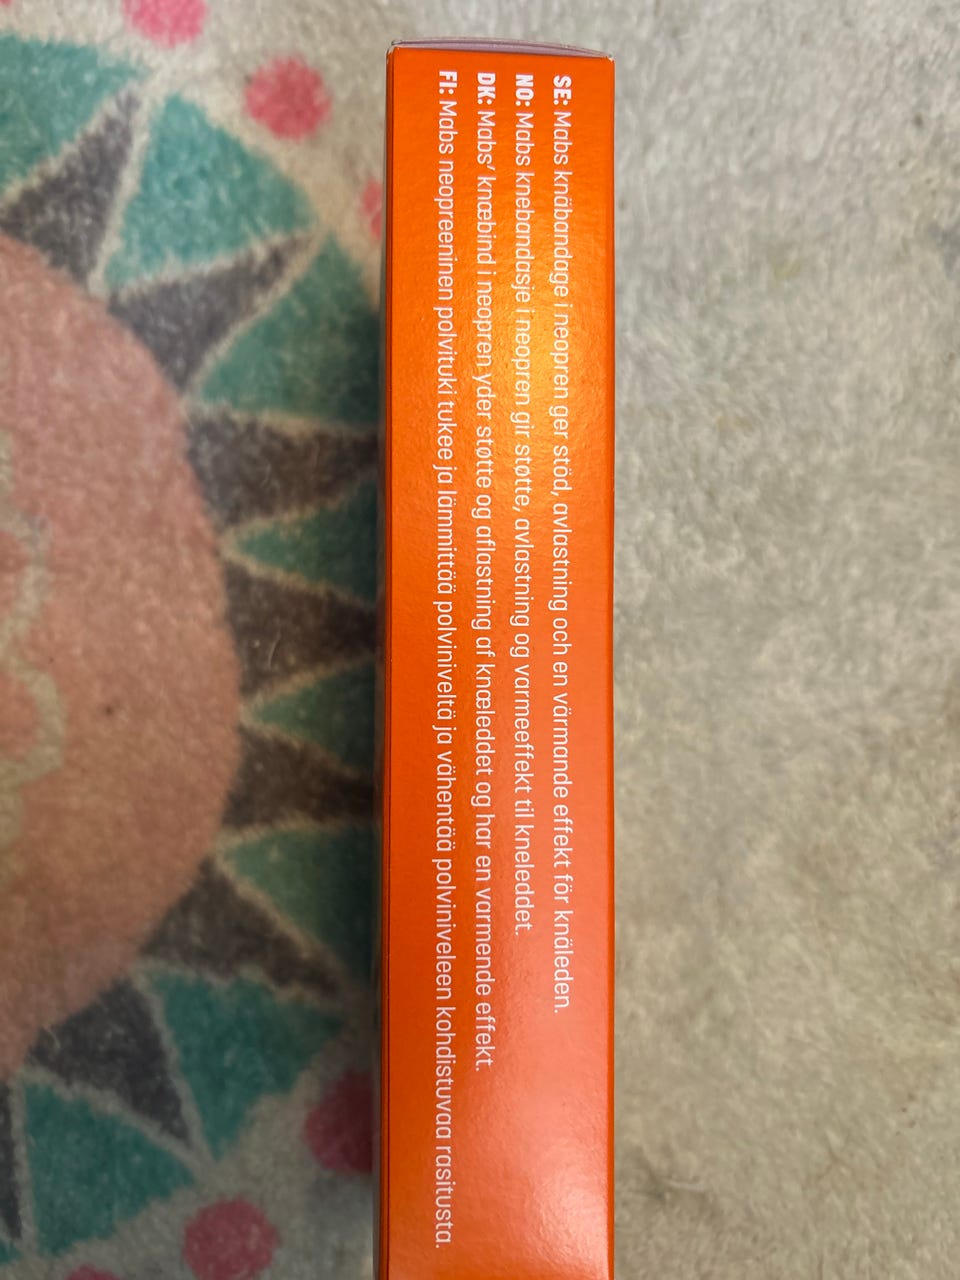 SE: Mabs knäbandage i neopren ger stöd, avlastning och en värmande effekt för knäleden.
NO: Mabs knebandasje i neopren gir støtte, avlastning og varmeeffekt til kneleddet.
DK: Mabs’ knæbind i neopren yder støtte og aflastning af knæleddet og har en varmende effekt.
FI: Mabs neopreeninen polvituki tukee ja lämmittää polviniveltä ja vähentää polviniveleen kohdistuvaa rasitusta.